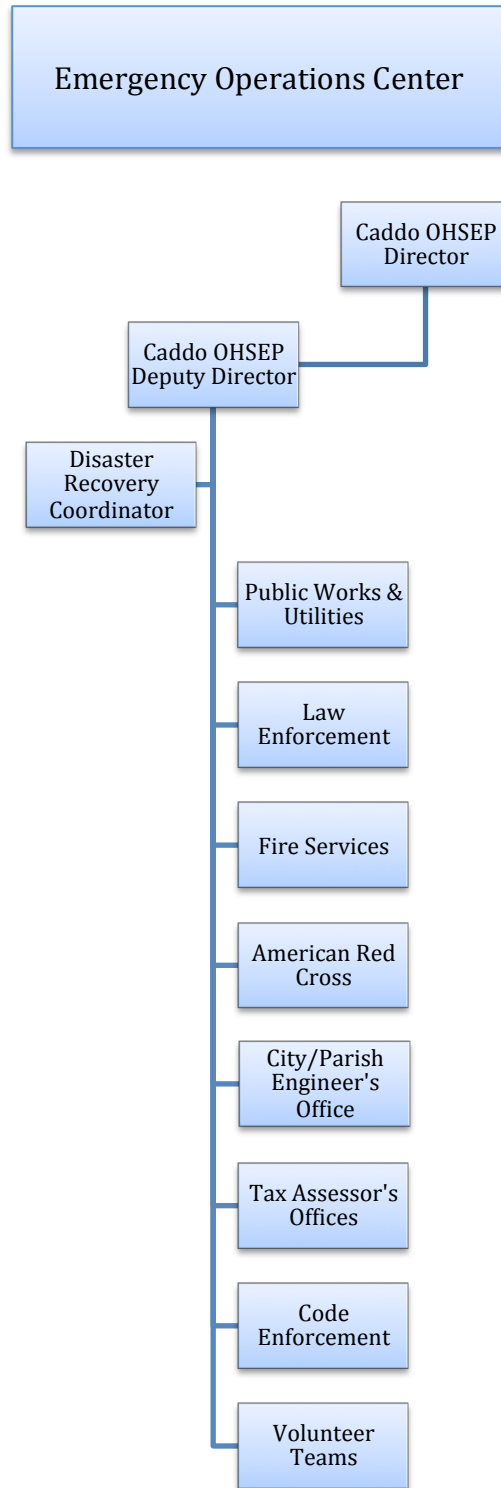 Emergency Operations Center
Caddo OHSEP
Director
Caddo OHSEP
Deputy Director
Disaster
Recovery
Coordinator
Public Works &
Utilities
Law
Enforcement
Fire Services
American Red
Cross
City/Parish
Engineer's
Office
Tax Assessor's
Offices
Code
Enforcement
Volunteer
Teams